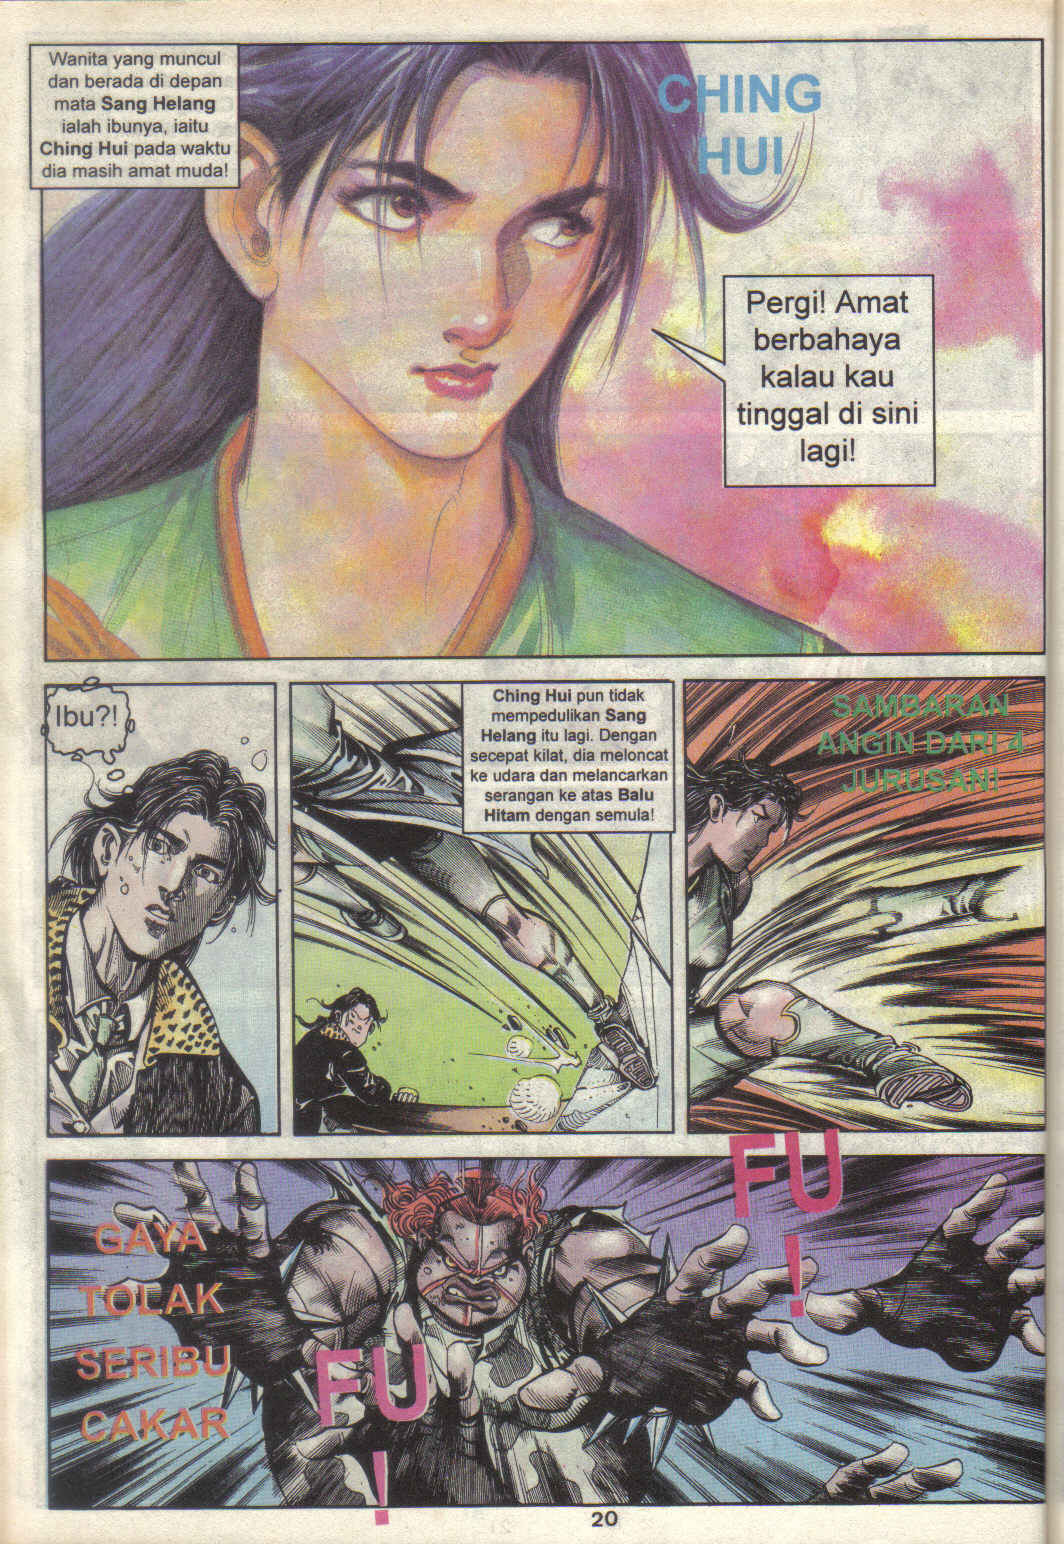 Wanita yang muncul
dan berada di depan
mata Sang Helang
ialah ibunya, iaitu
Ching Hui pada waktu
dia masih amat muda!
CHING
HUI
Pergi! Amat
berbahaya
kalau kau
tinggal di sini
lagi!
Ibu?!
Ching Hui pun tidak
mempedulikan Sang
Helang itu lagi. Dengan
secepat kilat, dia meloncat
ke udara dan melancarkan
serangan ke atas Balu
Hitam dengan semula!
SAMBARAN
ANGIN DARI 4
JURUSAN!
GAYA
TOLAK
SERIBU
CAKAR
FU!
FU!
20